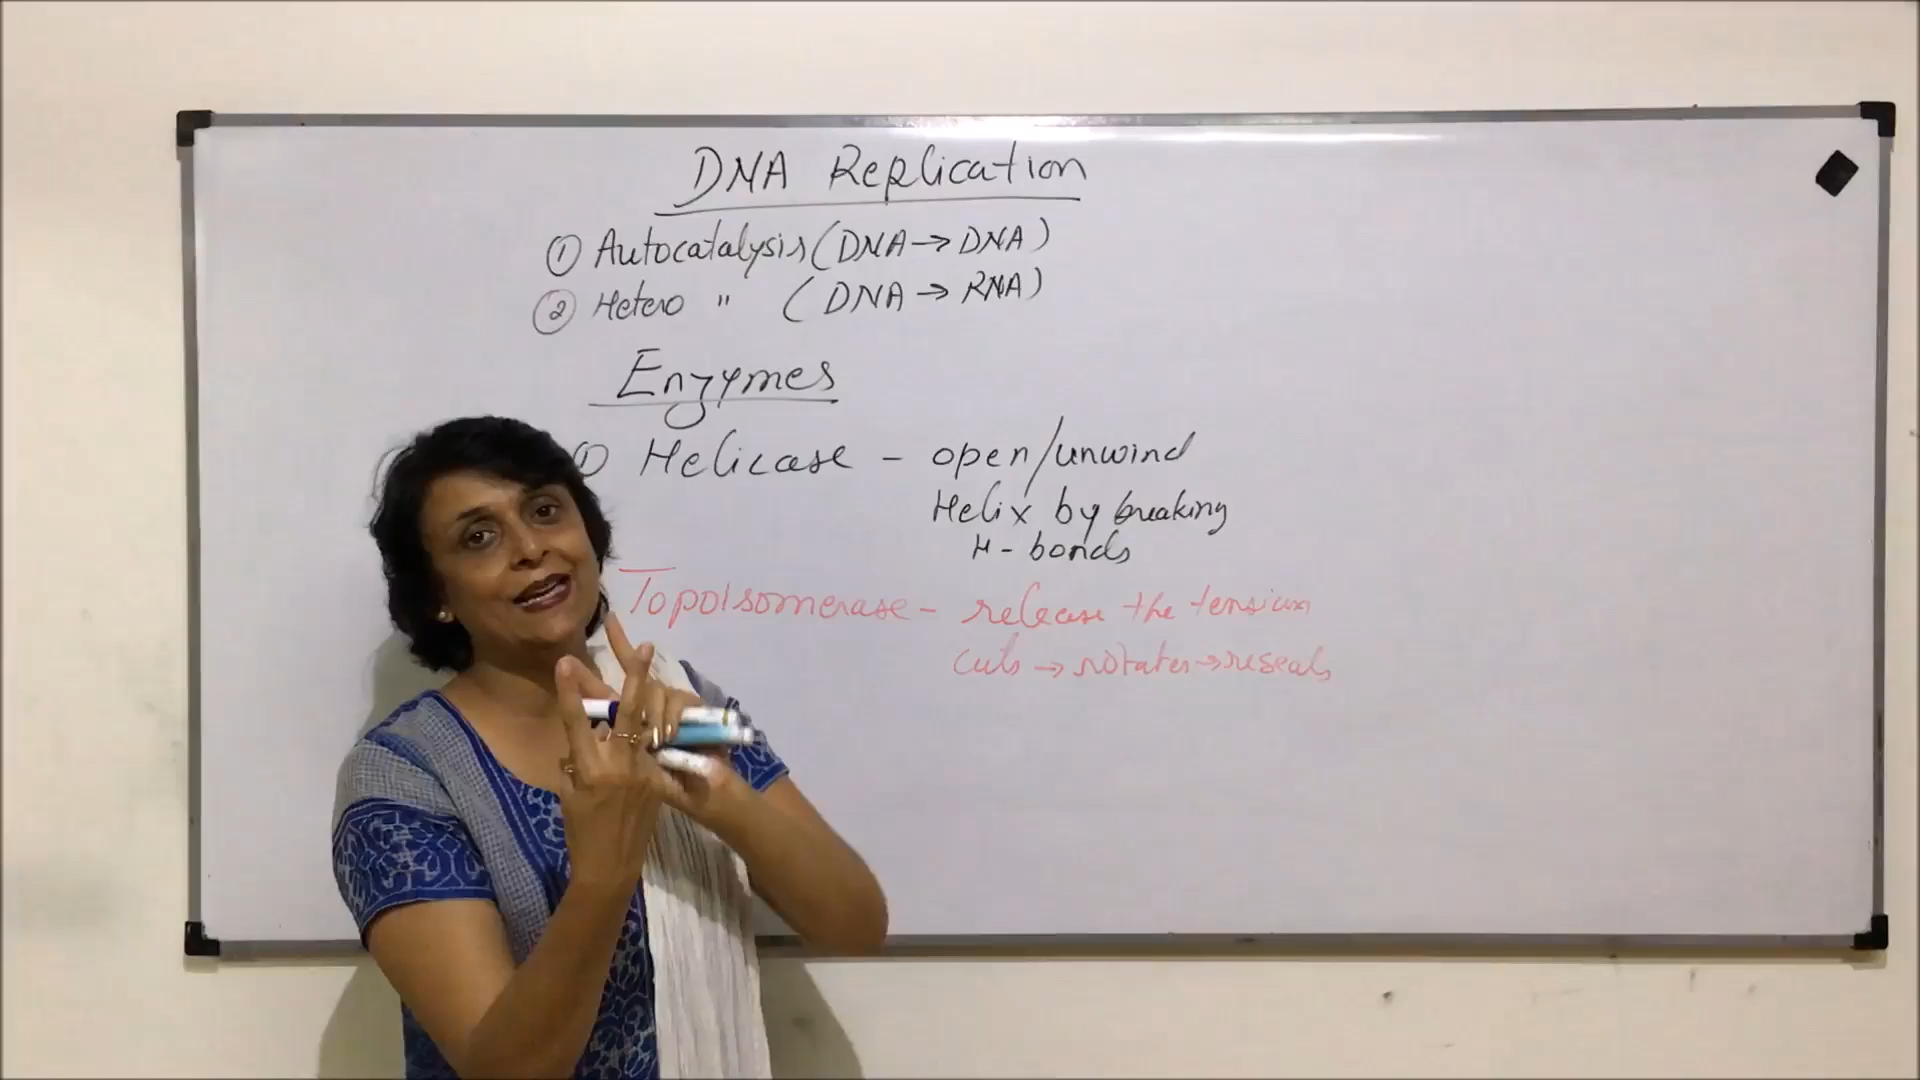 DNA Replication
① Autocatalysis (DNA → DNA)
② Hetero " (DNA → RNA)
Enzymes
① Helicase - open/unwind
Helix by breaking
H-bonds
Topoisomerase - release the tension
cuts → rotates → reseals